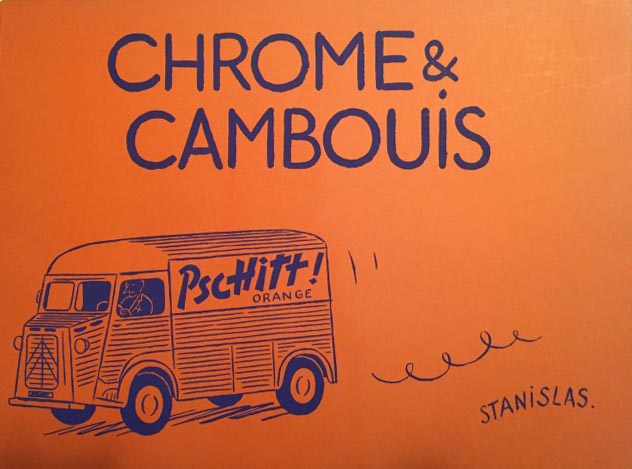 CHROME &
CAMBOUiS
PscHitt!
ORANGE
STANiSLAS.